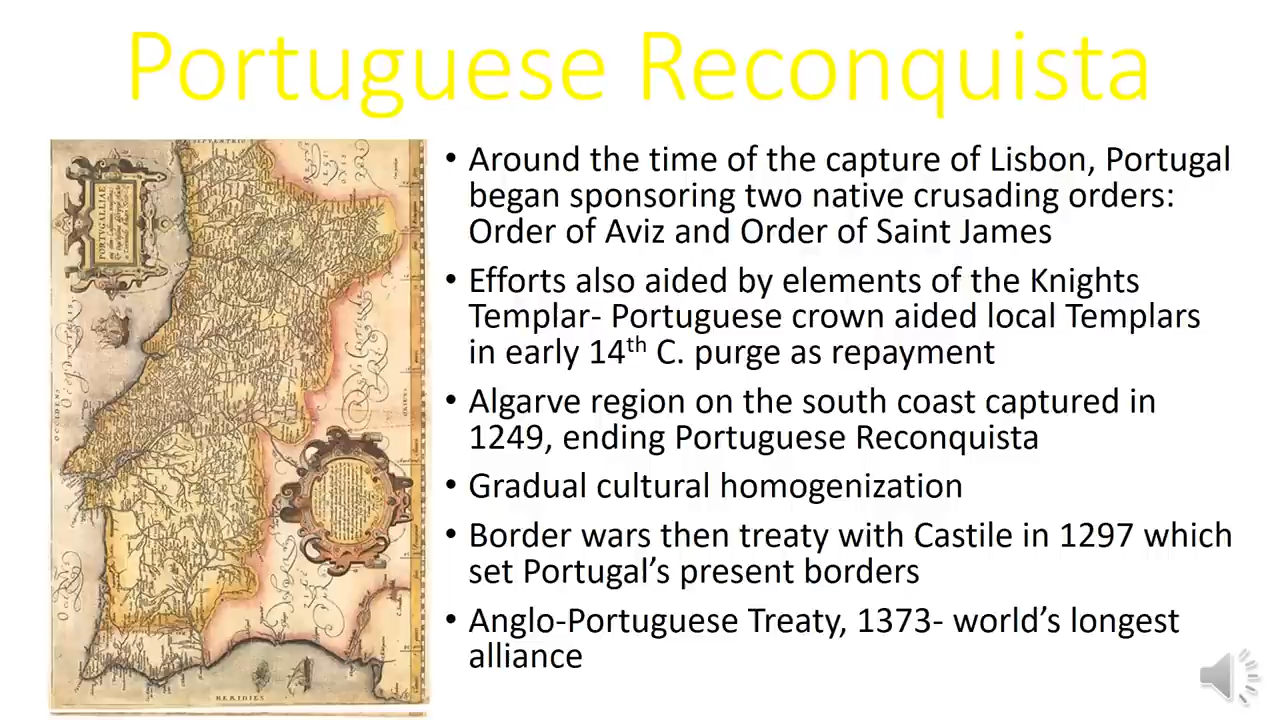 Portuguese Reconquista
• Around the time of the capture of Lisbon, Portugal
began sponsoring two native crusading orders:
Order of Aviz and Order of Saint James
• Efforts also aided by elements of the Knights
Templar- Portuguese crown aided local Templars
in early 14th C. purge as repayment
• Algarve region on the south coast captured in
1249, ending Portuguese Reconquista
• Gradual cultural homogenization
• Border wars then treaty with Castile in 1297 which
set Portugal’s present borders
• Anglo-Portuguese Treaty, 1373- world’s longest
alliance
PORTVGALLIAE
MERIDIES